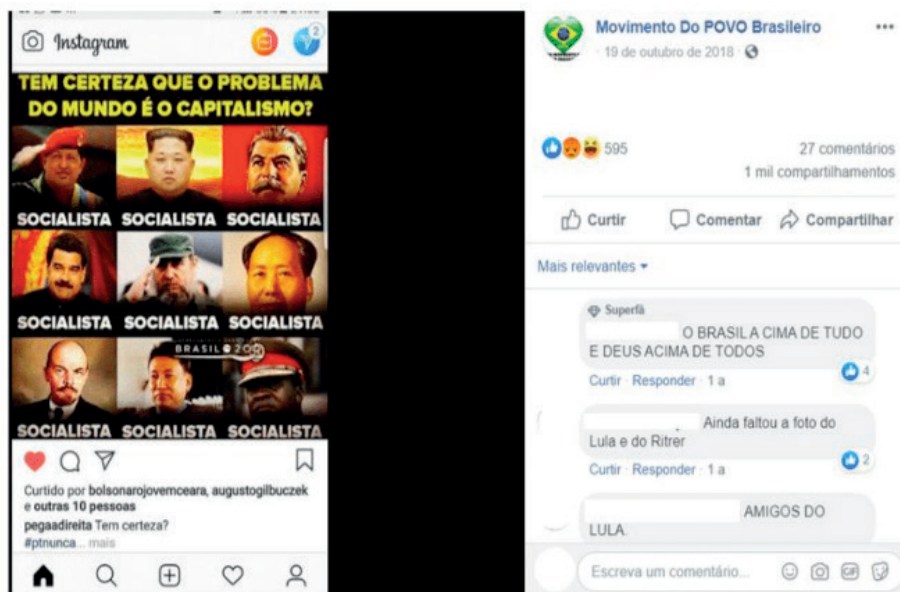 Instagram
2
TEM CERTEZA QUE O PROBLEMA
DO MUNDO É O CAPITALISMO?
SOCIALISTA SOCIALISTA SOCIALISTA
SOCIALISTA SOCIALISTA SOCIALISTA
BRASIL 200
SOCIALISTA SOCIALISTA SOCIALISTA
Curtido por bolsonarojovemceara, augustogilbuczek
e outras 10 pessoas
pegaadireita Tem certeza?
#ptnunca... mais
Movimento Do POVO Brasileiro
19 de outubro de 2018
595
27 comentários
1 mil compartilhamentos
Curtir Comentar Compartilhar
Mais relevantes
Superfã
O BRASIL A CIMA DE TUDO
E DEUS ACIMA DE TODOS
4
Curtir · Responder · 1 a
Ainda faltou a foto do
Lula e do Ritrer
2
Curtir · Responder · 1 a
AMIGOS DO
LULA.
Escreva um comentário...
GIF